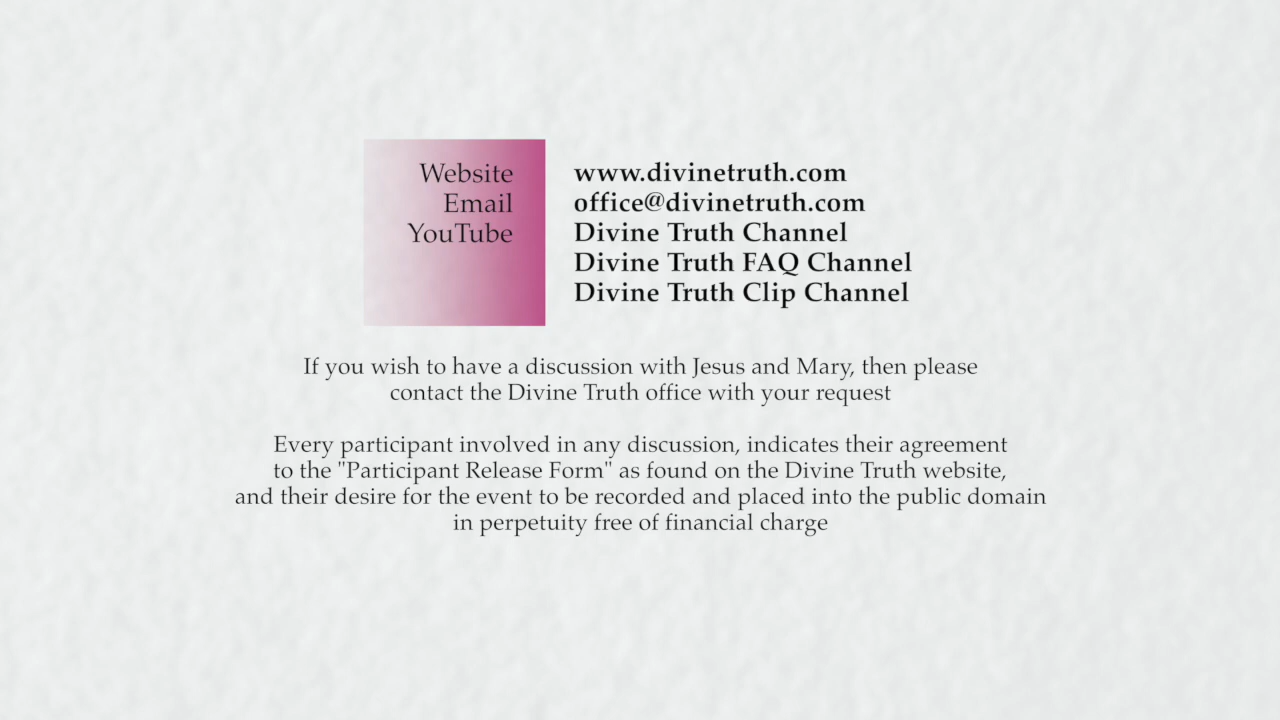 Website www.divinetruth.com
Email office@divinetruth.com
YouTube Divine Truth Channel
Divine Truth FAQ Channel
Divine Truth Clip Channel
If you wish to have a discussion with Jesus and Mary, then please
contact the Divine Truth office with your request
Every participant involved in any discussion, indicates their agreement
to the "Participant Release Form" as found on the Divine Truth website,
and their desire for the event to be recorded and placed into the public domain
in perpetuity free of financial charge